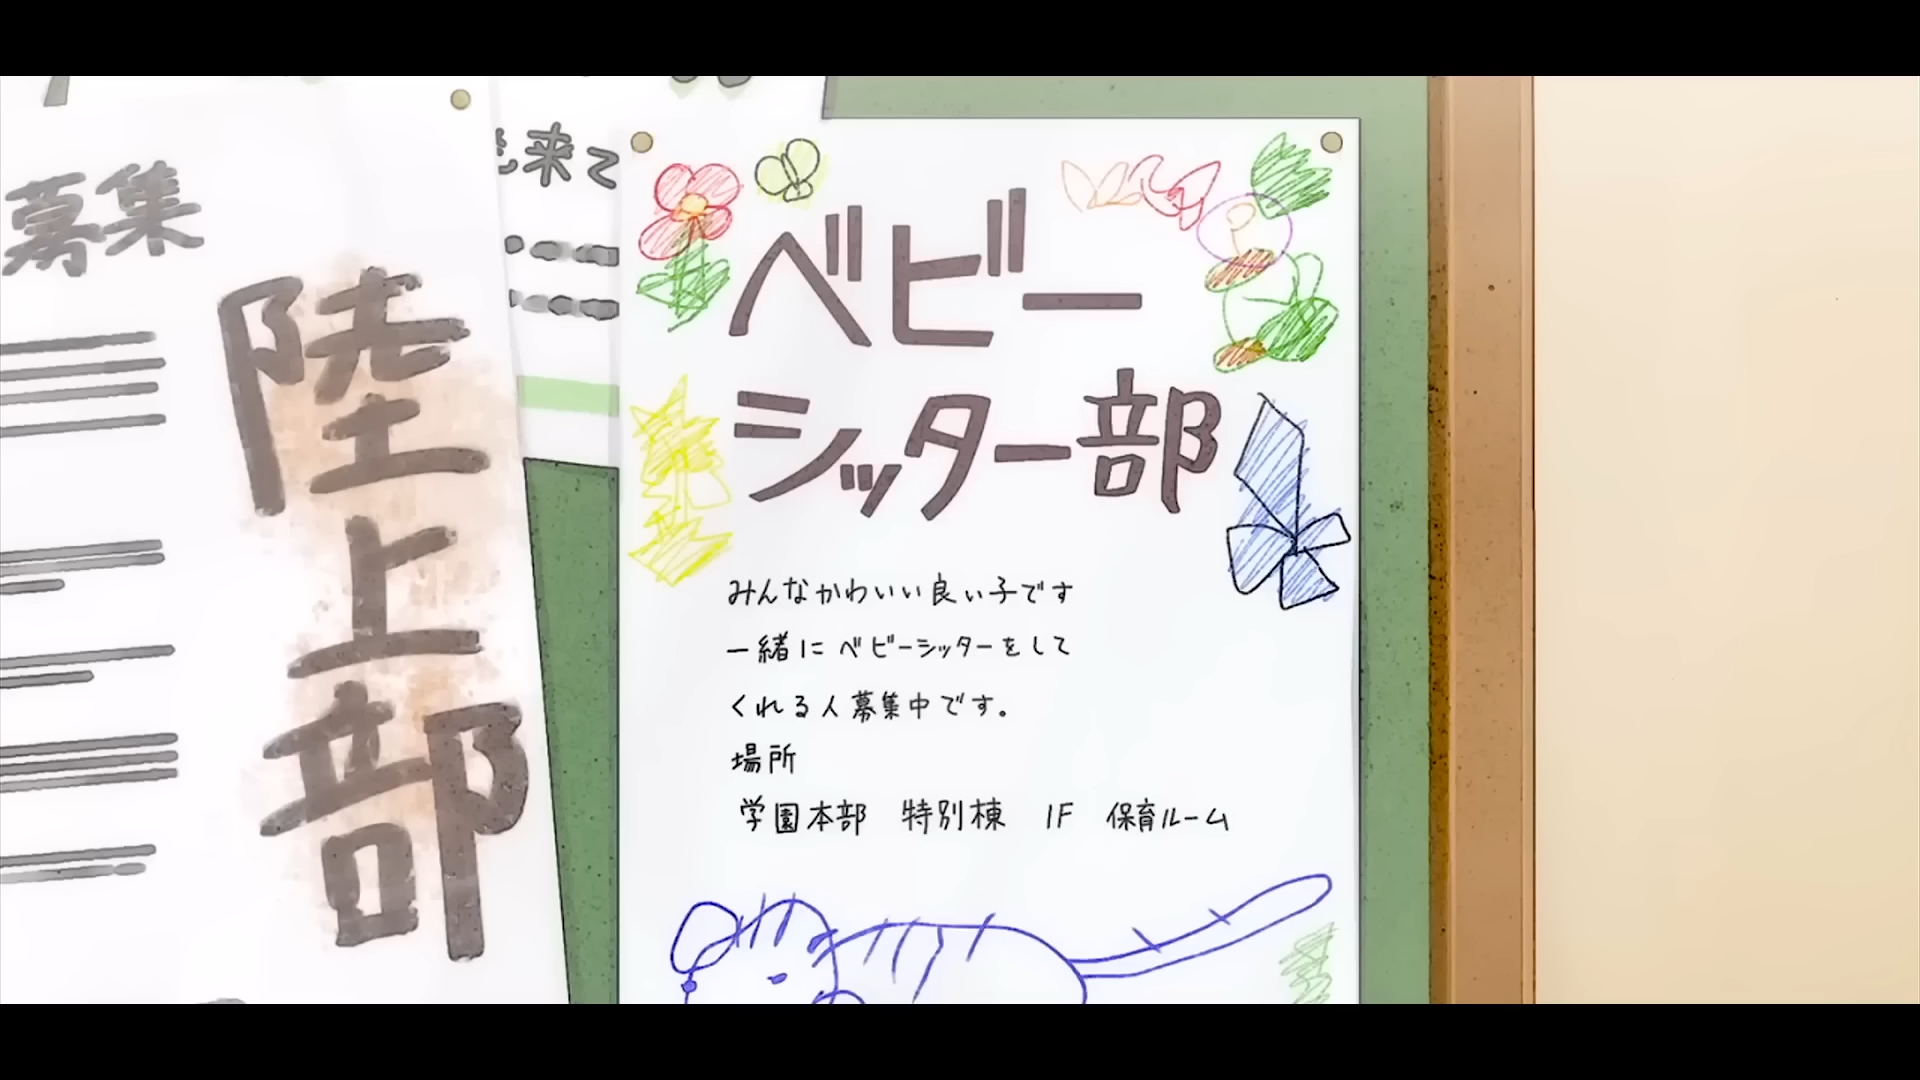 募集
陸上部
来て
ベビー
シッター部
みんなかわいい良い子です
一緒にベビーシッターをして
くれる人募集中です。
場所
学園本部 特別棟 1F 保育ルーム